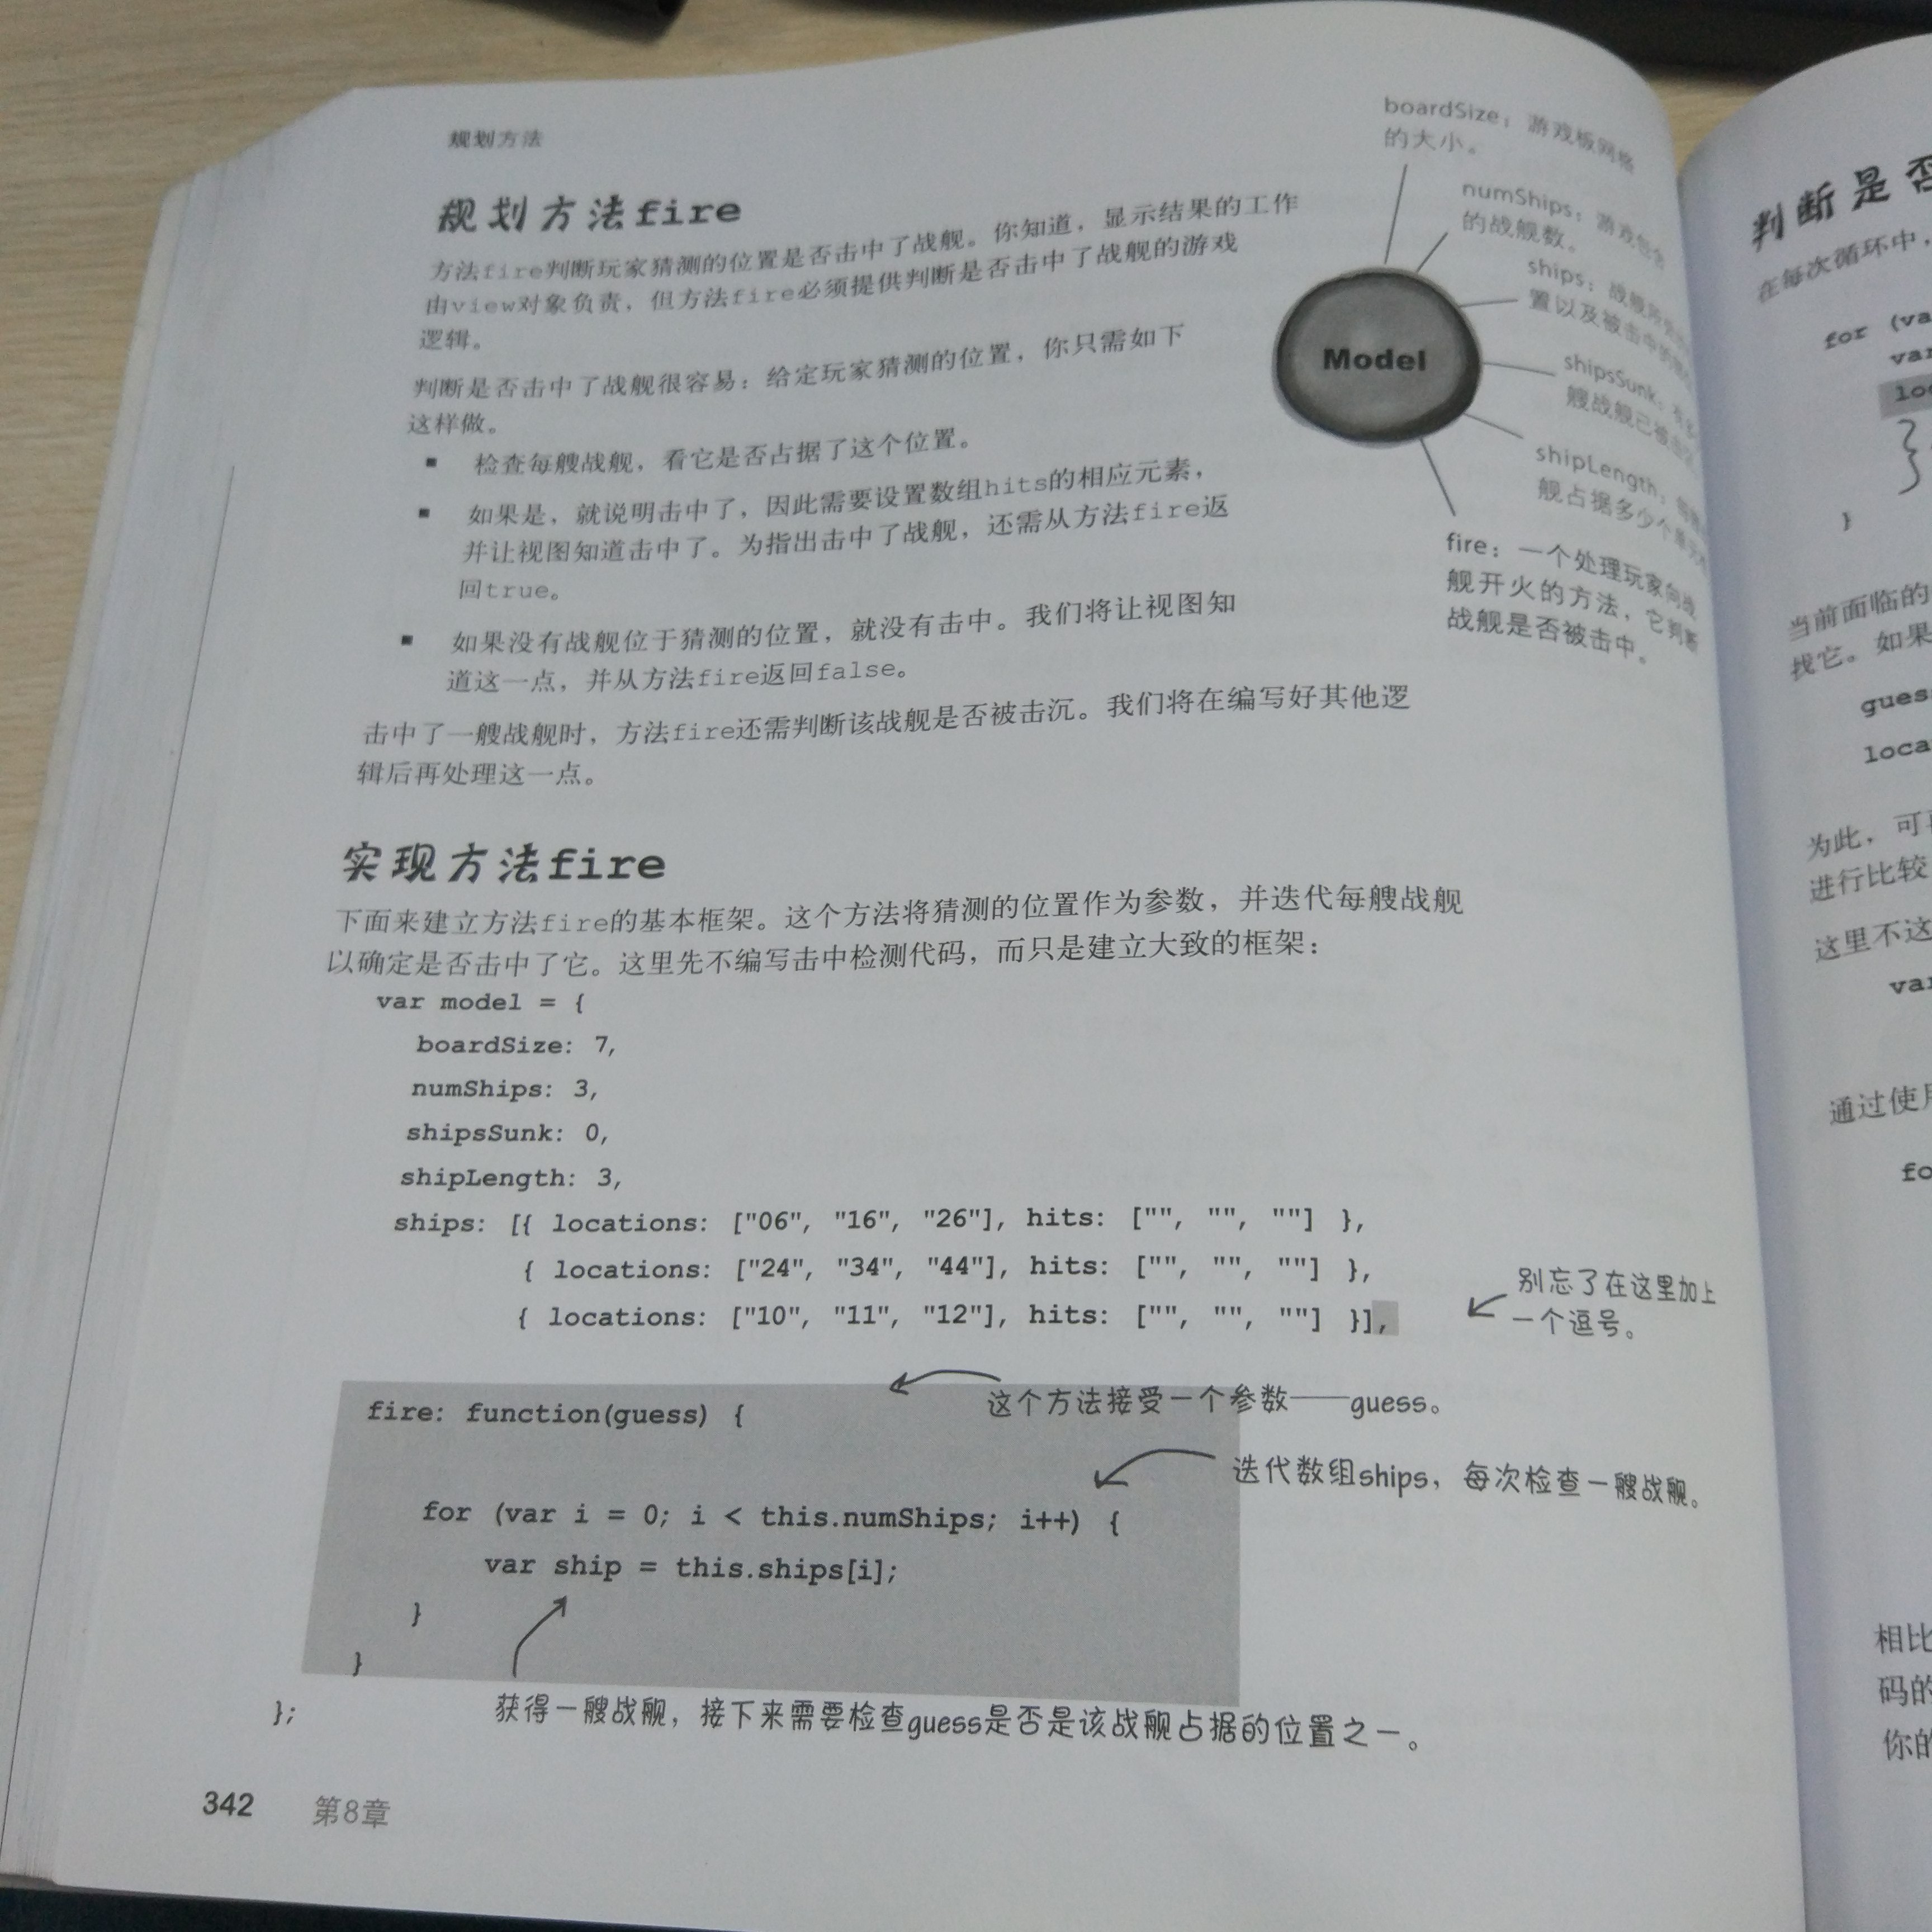 规划方法
规划方法fire
方法fire判断玩家猜测的位置是否击中了战舰。你知道，显示结果的工作
由view对象负责，但方法fire必须提供判断是否击中了战舰的游戏
逻辑。
判断是否击中了战舰很容易：给定玩家猜测的位置，你只需如下
这样做。
▪ 检查每艘战舰，看它是否占据了这个位置。
▪ 如果是，就说明击中了，因此需要设置数组hits的相应元素，
并让视图知道击中了。为指出击中了战舰，还需从方法fire返
回true。
▪ 如果没有战舰位于猜测的位置，就没有击中。我们将让视图知
道这一点，并从方法fire返回false。
击中了一艘战舰时，方法fire还需判断该战舰是否被击沉。我们将在编写好其他逻
辑后再处理这一点。
boardSize：游戏板网格
的大小。
numShips：游戏包含
的战舰数。
ships：战舰所
置以及被击中的
shipsSunk：有多
艘战舰已被击
shipLength：每艘
舰占据多少个单元
Model
fire：一个处理玩家向战
舰开火的方法，它判断
战舰是否被击中。
实现方法fire
下面来建立方法fire的基本框架。这个方法将猜测的位置作为参数，并迭代每艘战舰
以确定是否击中了它。这里先不编写击中检测代码，而只是建立大致的框架：
var model = {
boardSize: 7,
numShips: 3,
shipsSunk: 0,
shipLength: 3,
ships: [{ locations: ["06", "16", "26"], hits: ["", "", ""] },
{ locations: ["24", "34", "44"], hits: ["", "", ""] },
{ locations: ["10", "11", "12"], hits: ["", "", ""] }],
别忘了在这里加上
一个逗号。
fire: function(guess) {
这个方法接受一个参数——guess。
迭代数组ships，每次检查一艘战舰。
for (var i = 0; i < this.numShips; i++) {
var ship = this.ships[i];
}
}
};
获得一艘战舰，接下来需要检查guess是否是该战舰占据的位置之一。
342 第8章
判断是否
在每次循环中，
for (va
var
loc
}
当前面临的
找它。如果
gues
loca
为此，可
进行比较
这里不这
var
通过使用
fo
相比
码的
你的